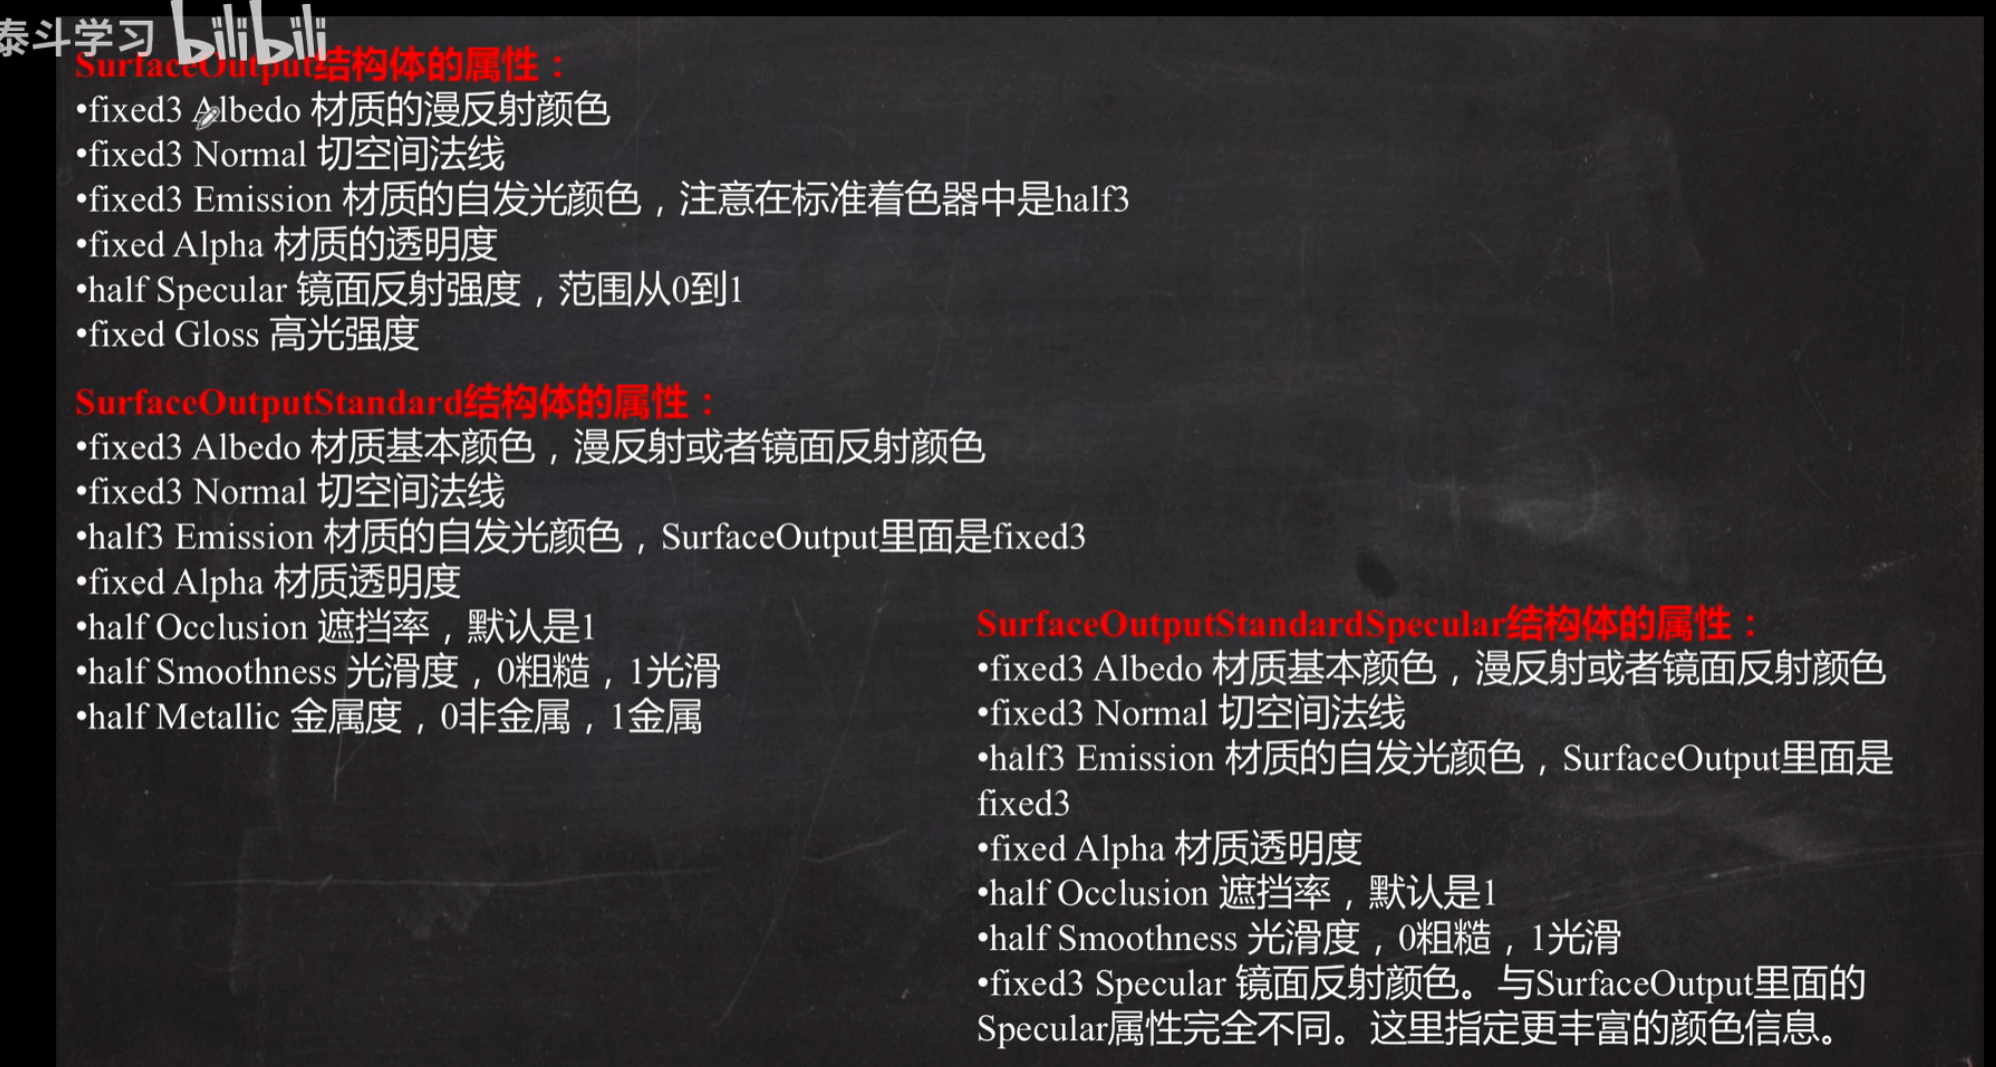 泰斗学习 bilibili
SurfaceOutput结构体的属性：
•fixed3 Albedo 材质的漫反射颜色
•fixed3 Normal 切空间法线
•fixed3 Emission 材质的自发光颜色，注意在标准着色器中是half3
•fixed Alpha 材质的透明度
•half Specular 镜面反射强度，范围从0到1
•fixed Gloss 高光强度
SurfaceOutputStandard结构体的属性：
•fixed3 Albedo 材质基本颜色，漫反射或者镜面反射颜色
•fixed3 Normal 切空间法线
•half3 Emission 材质的自发光颜色，SurfaceOutput里面是fixed3
•fixed Alpha 材质透明度
•half Occlusion 遮挡率，默认是1
•half Smoothness 光滑度，0粗糙，1光滑
•half Metallic 金属度，0非金属，1金属
SurfaceOutputStandardSpecular结构体的属性：
•fixed3 Albedo 材质基本颜色，漫反射或者镜面反射颜色
•fixed3 Normal 切空间法线
•half3 Emission 材质的自发光颜色，SurfaceOutput里面是
fixed3
•fixed Alpha 材质透明度
•half Occlusion 遮挡率，默认是1
•half Smoothness 光滑度，0粗糙，1光滑
•fixed3 Specular 镜面反射颜色。与SurfaceOutput里面的
Specular属性完全不同。这里指定更丰富的颜色信息。